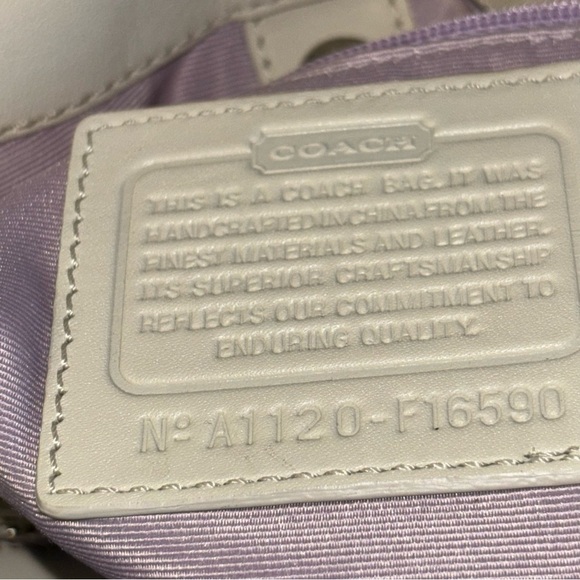 COACH
THIS IS A COACH BAG. IT WAS
HANDCRAFTED IN CHINA FROM THE
FINEST MATERIALS AND LEATHER.
ITS SUPERIOR CRAFTSMANSHIP
REFLECTS OUR COMMITMENT TO
ENDURING QUALITY.
Nº A1120-F16590